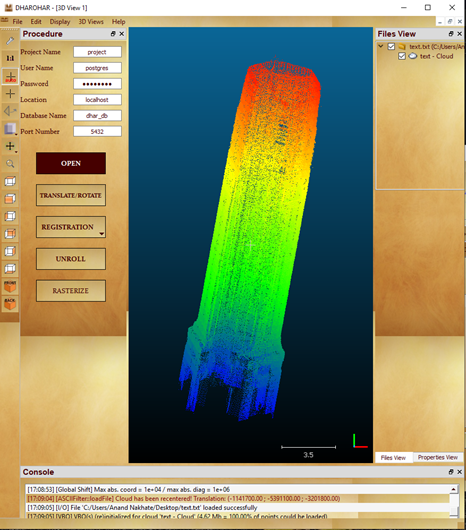 DHAROHAR - [3D View 1]
File Edit Display 3D Views Help
Procedure
Project Name project
User Name postgres
Password ●●●●●●●●
Location localhost
Database Name dhar_db
Port Number 5432
OPEN
TRANSLATE/ROTATE
REGISTRATION
UNROLL
RASTERIZE
1:1
FRONT
BACK
3.5
Files View
text.txt (C:/Users/An
text - Cloud
Files View Properties View
Console
[17:08:53] [Global Shift] Max abs. coord = 1e+04 / max abs. diag = 1e+06
[17:09:04] [ASCIIFilter::loadFile] Cloud has been recentered! Translation: (-1141700.00 ; -5391100.00 ; -3201800.00)
[17:09:05] [I/O] File 'C:/Users/Anand Nakhate/Desktop/text.txt' loaded successfully
[17:09:05] [VBO] VBO(s) (re)initialized for cloud 'text - Cloud' (4.62 Mb = 100.00% of points could be loaded)